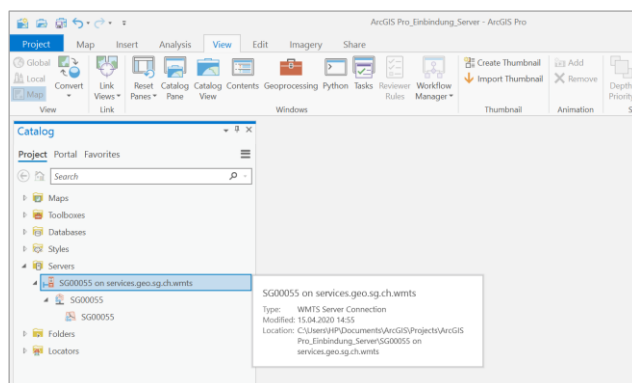 ArcGIS Pro_Einbindung_Server - ArcGIS Pro
Project Map Insert Analysis View Edit Imagery Share
Global
Local
Map
Convert
Link Views
Reset Panes
Catalog Pane
Catalog View
Contents
Geoprocessing
Python
Tasks
Reviewer Rules
Workflow Manager
Create Thumbnail
Import Thumbnail
Add
Remove
Depth
Priority
View Link Windows Thumbnail Animation
Catalog
Project Portal Favorites
Search
Maps
Toolboxes
Databases
Styles
Servers
SG00055 on services.geo.sg.ch.wmts
SG00055
SG00055
Folders
Locators
SG00055 on services.geo.sg.ch.wmts
Type: WMTS Server Connection
Modified: 15.04.2020 14:55
Location: C:\Users\HP\Documents\ArcGIS\Projects\ArcGIS
Pro_Einbindung_Server\SG00055 on
services.geo.sg.ch.wmts